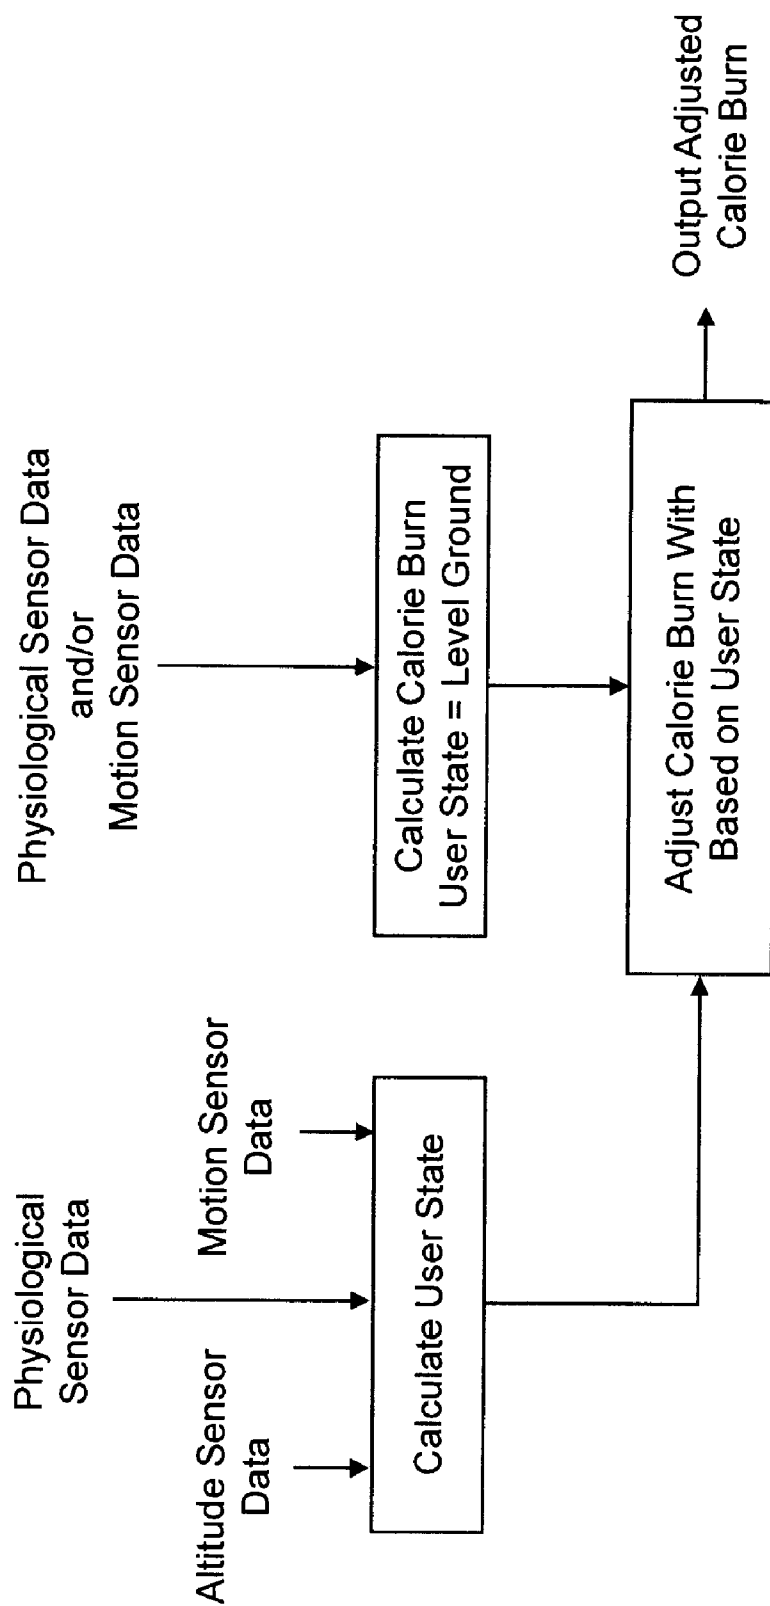 Physiological
Sensor Data
Altitude Sensor
Data
Motion Sensor
Data
Calculate User State
Physiological Sensor Data
and/or
Motion Sensor Data
Calculate Calorie Burn
User State = Level Ground
Adjust Calorie Burn With
Based on User State
Output Adjusted
Calorie Burn